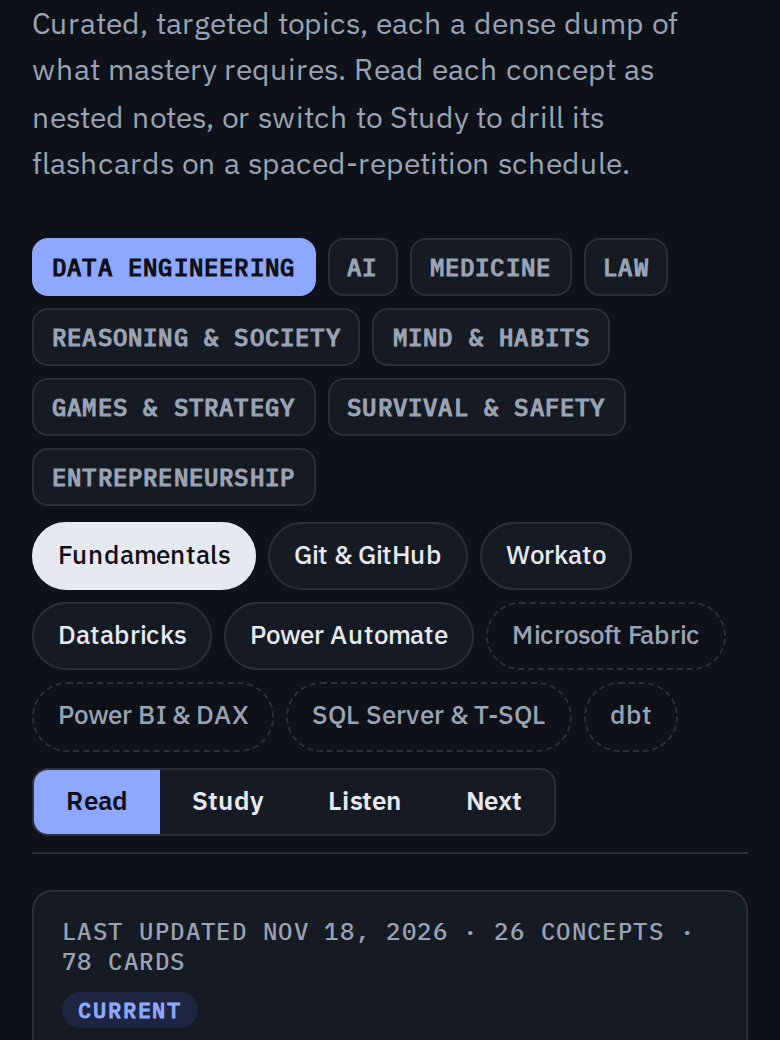 Curated, targeted topics, each a dense dump of
what mastery requires. Read each concept as
nested notes, or switch to Study to drill its
flashcards on a spaced-repetition schedule.
DATA ENGINEERING AI MEDICINE LAW
REASONING & SOCIETY MIND & HABITS
GAMES & STRATEGY SURVIVAL & SAFETY
ENTREPRENEURSHIP
Fundamentals Git & GitHub Workato
Databricks Power Automate Microsoft Fabric
Power BI & DAX SQL Server & T-SQL dbt
Read Study Listen Next
LAST UPDATED NOV 18, 2026 · 26 CONCEPTS ·
78 CARDS
CURRENT